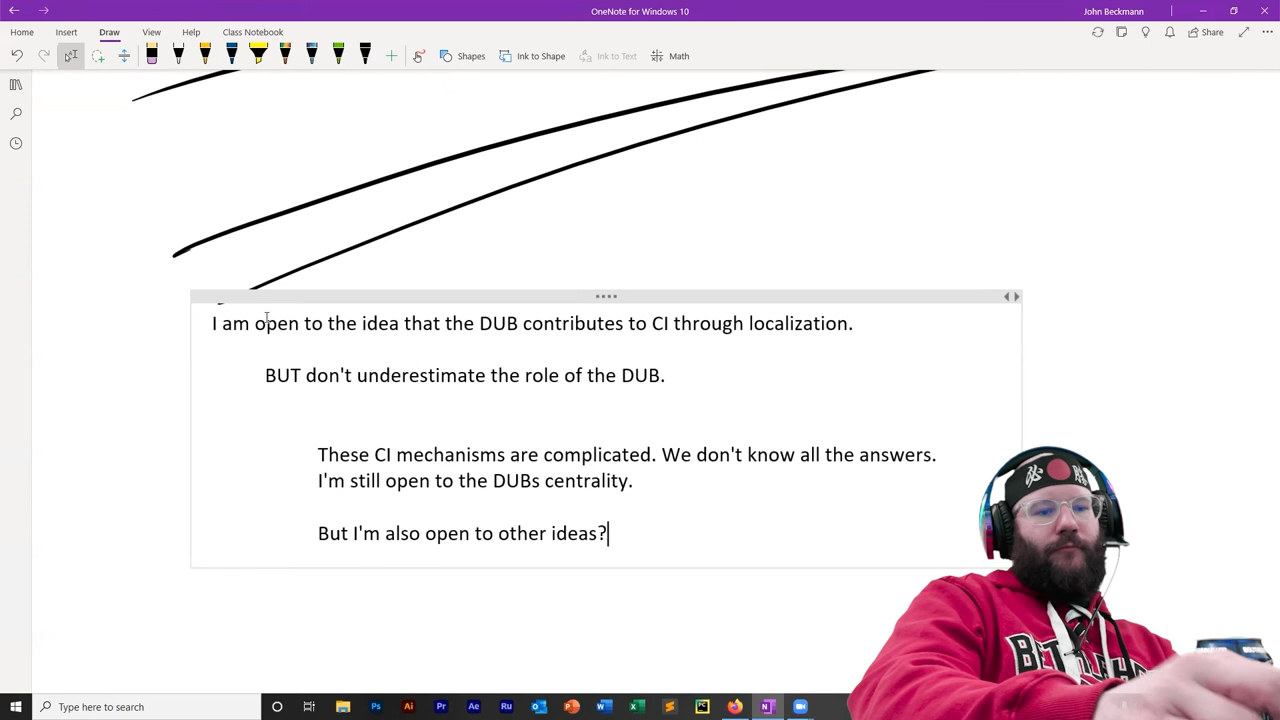 OneNote for Windows 10
John Beckmann
Home Insert Draw View Help Class Notebook
Share
Shapes Ink to Shape Ink to Text Math
I am open to the idea that the DUB contributes to CI through localization.
BUT don't underestimate the role of the DUB.
These CI mechanisms are complicated. We don't know all the answers.
I'm still open to the DUBs centrality.
But I'm also open to other ideas?
Type here to search